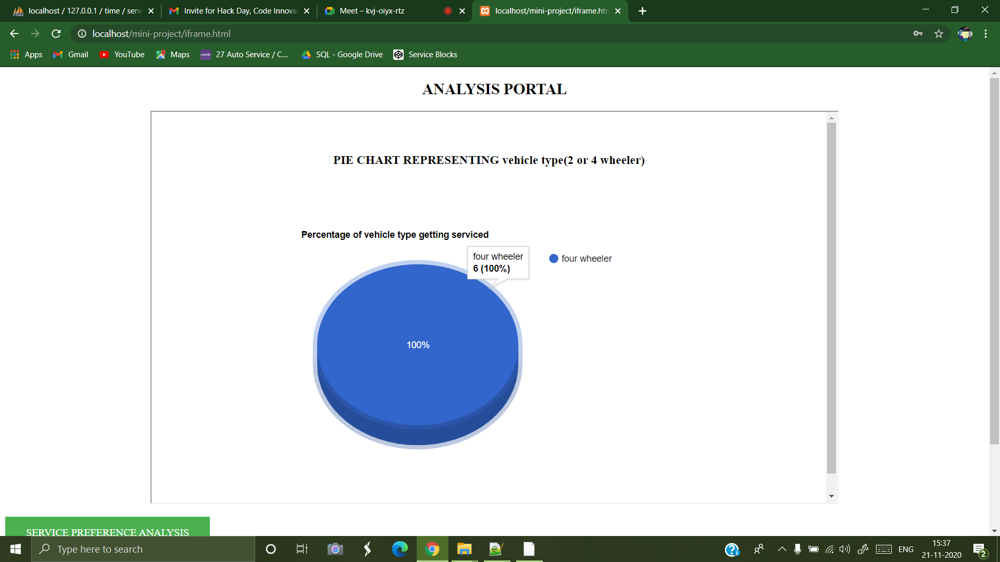 localhost / 127.0.0.1 / time / servi
Invite for Hack Day, Code Innova
Meet – kvj-oiyx-rtz
localhost/mini-project/iframe.htm
localhost/mini-project/iframe.html
Apps
Gmail
YouTube
Maps
colorlib
27 Auto Service / C...
SQL - Google Drive
Service Blocks
ANALYSIS PORTAL
PIE CHART REPRESENTING vehicle type(2 or 4 wheeler)
Percentage of vehicle type getting serviced
four wheeler
6 (100%)
four wheeler
100%
SERVICE PREFERENCE ANALYSIS
Type here to search
ENG
15:37
21-11-2020
2